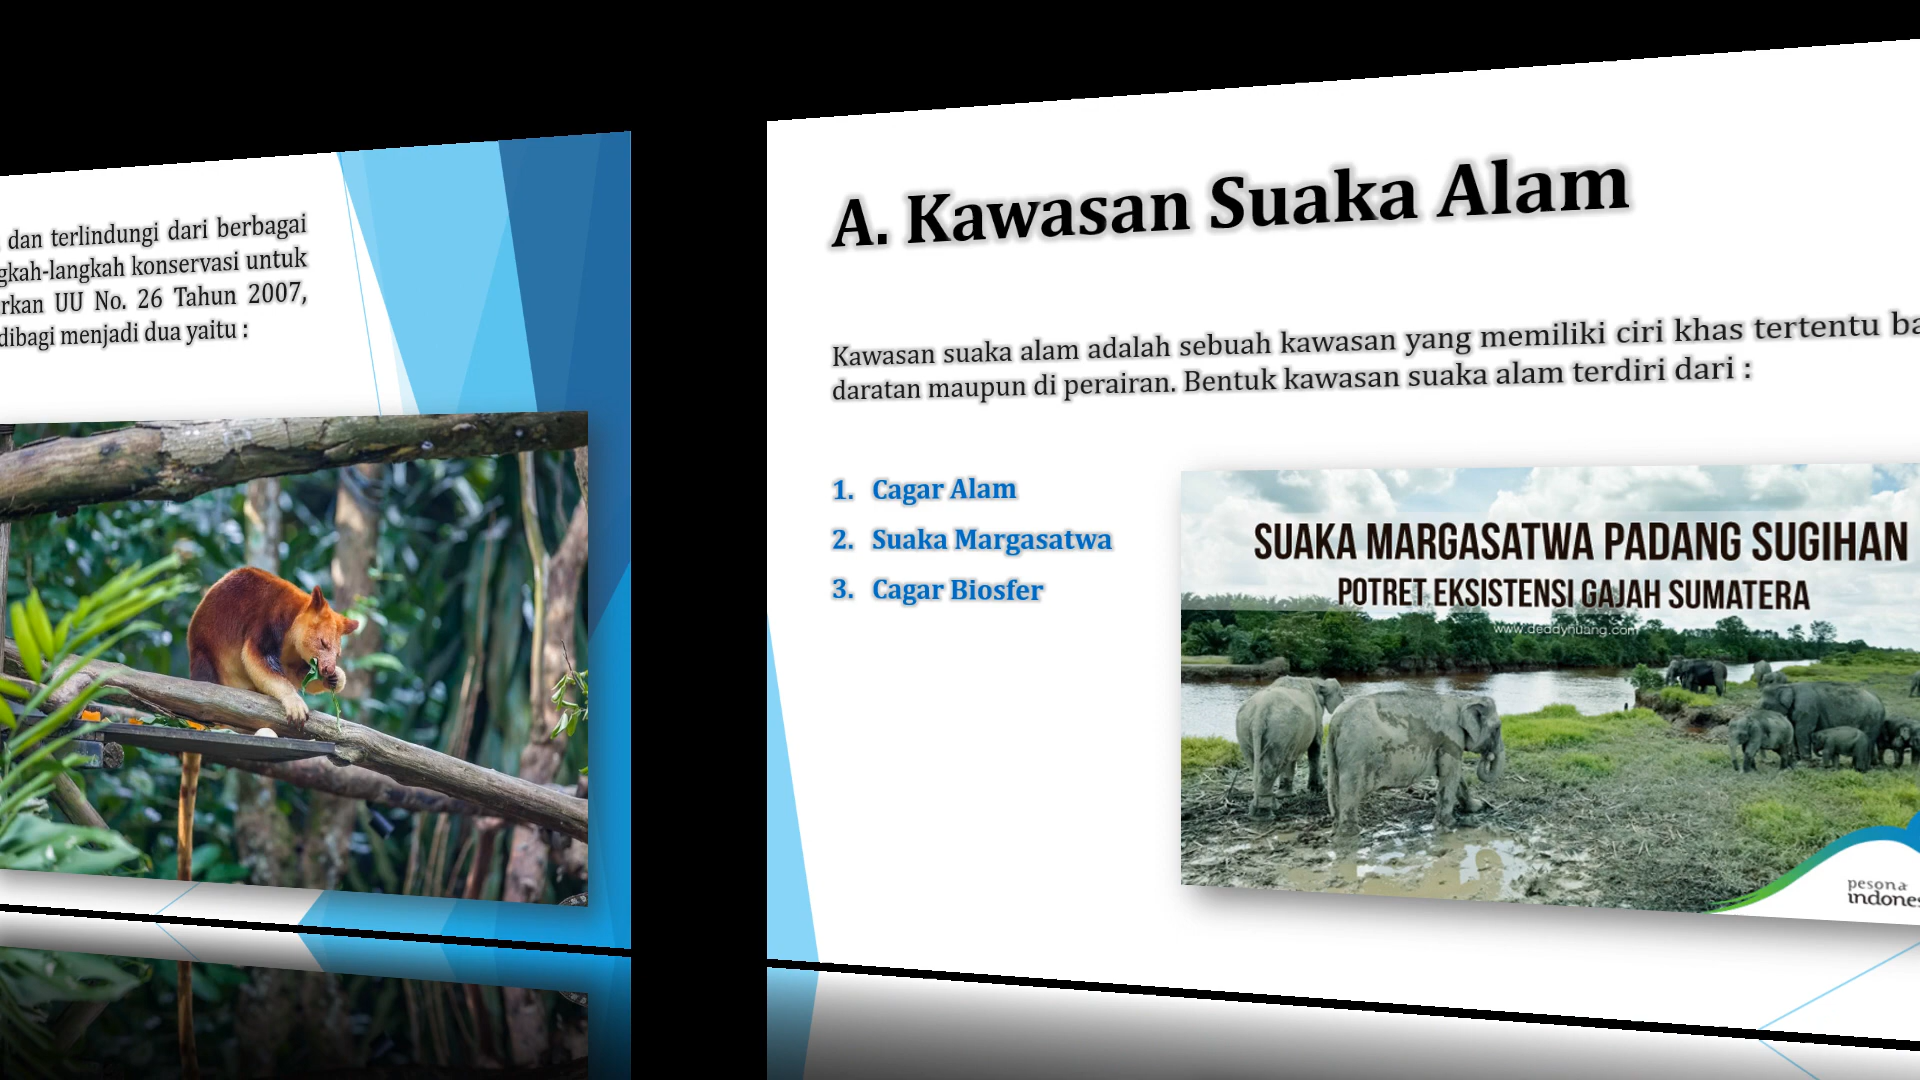 dan terlindungi dari berbagai
gkah-langkah konservasi untuk
rkan UU No. 26 Tahun 2007,
dibagi menjadi dua yaitu :
A. Kawasan Suaka Alam
Kawasan suaka alam adalah sebuah kawasan yang memiliki ciri khas tertentu ba
daratan maupun di perairan. Bentuk kawasan suaka alam terdiri dari :
1. Cagar Alam
2. Suaka Margasatwa
3. Cagar Biosfer
SUAKA MARGASATWA PADANG SUGIHAN
POTRET EKSISTENSI GAJAH SUMATERA
www.deddyhuang.com
pesona
indones